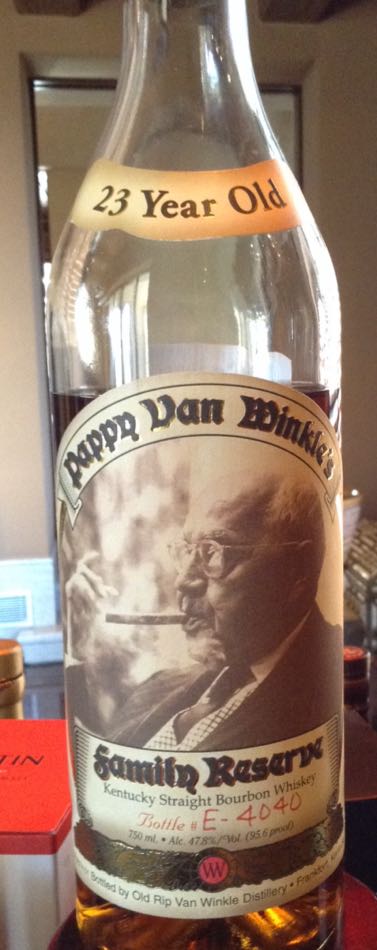 23 Year Old
Pappy Van Winkle's
Family Reserve
Kentucky Straight Bourbon Whiskey
Bottle # E-4040
750 ml. • Alc. 47.8%/Vol. (95.6 proof)
W
Bottled by Old Rip Van Winkle Distillery •
TIN